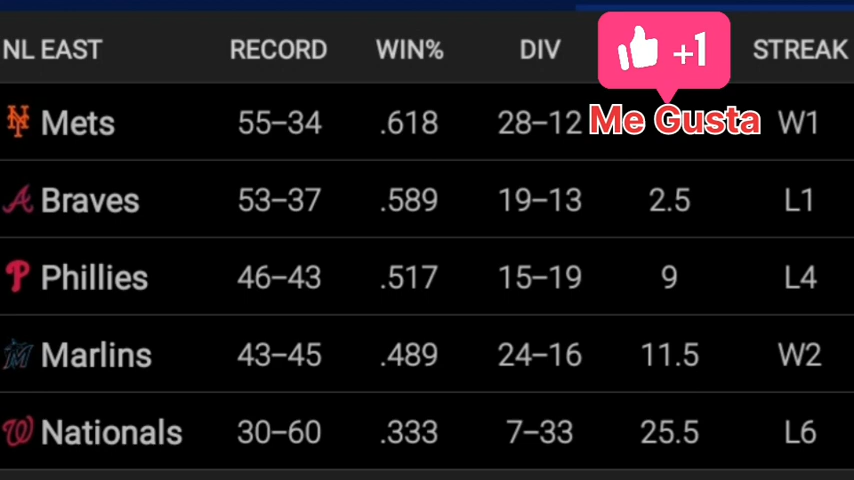 NL EAST RECORD WIN% DIV +1 STREAK
Mets 55–34 .618 28–12 Me Gusta W1
Braves 53–37 .589 19–13 2.5 L1
Phillies 46–43 .517 15–19 9 L4
Marlins 43–45 .489 24–16 11.5 W2
Nationals 30–60 .333 7–33 25.5 L6